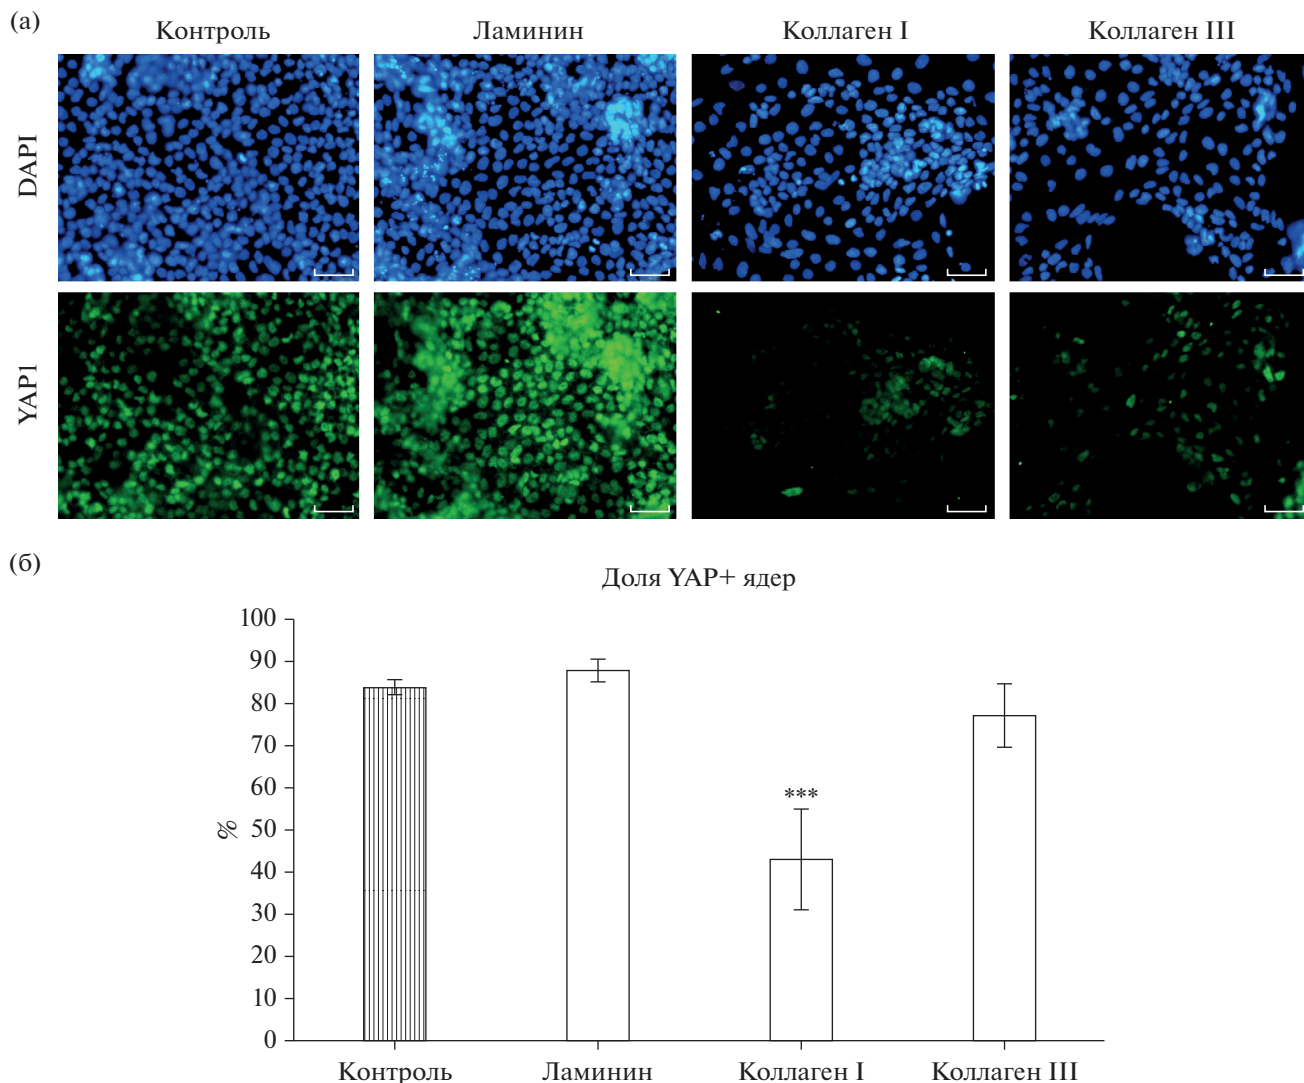 (а)
Контроль Ламинин Коллаген I Коллаген III
DAPI
YAP1
(б)
Доля YAP+ ядер
100
90
80
70
60
50
40
30
20
10
0
%
***
Контроль Ламинин Коллаген I Коллаген III